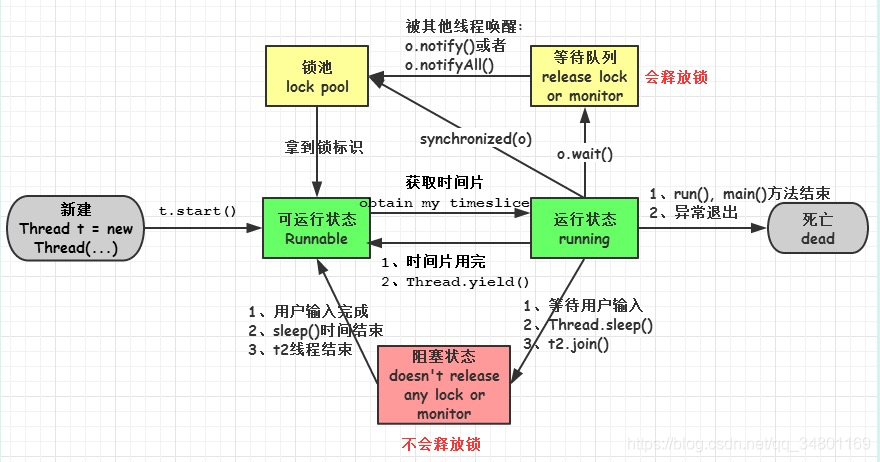 被其他线程唤醒：
o.notify()或者
o.notifyAll()
锁池
lock pool
等待队列
release lock
or monitor
会释放锁
synchronized(o)
o.wait()
拿到锁标识
获取时间片
obtain my timeslice
新建
Thread t = new
Thread(...)
t.start()
可运行状态
Runnable
运行状态
running
1、run(), main()方法结束
2、异常退出
死亡
dead
1、时间片用完
2、Thread.yield()
1、用户输入完成
2、sleep()时间结束
3、t2线程结束
1、等待用户输入
2、Thread.sleep()
3、t2.join()
阻塞状态
doesn't release
any lock or
monitor
不会释放锁
https://blog.csdn.net/qq_34801169